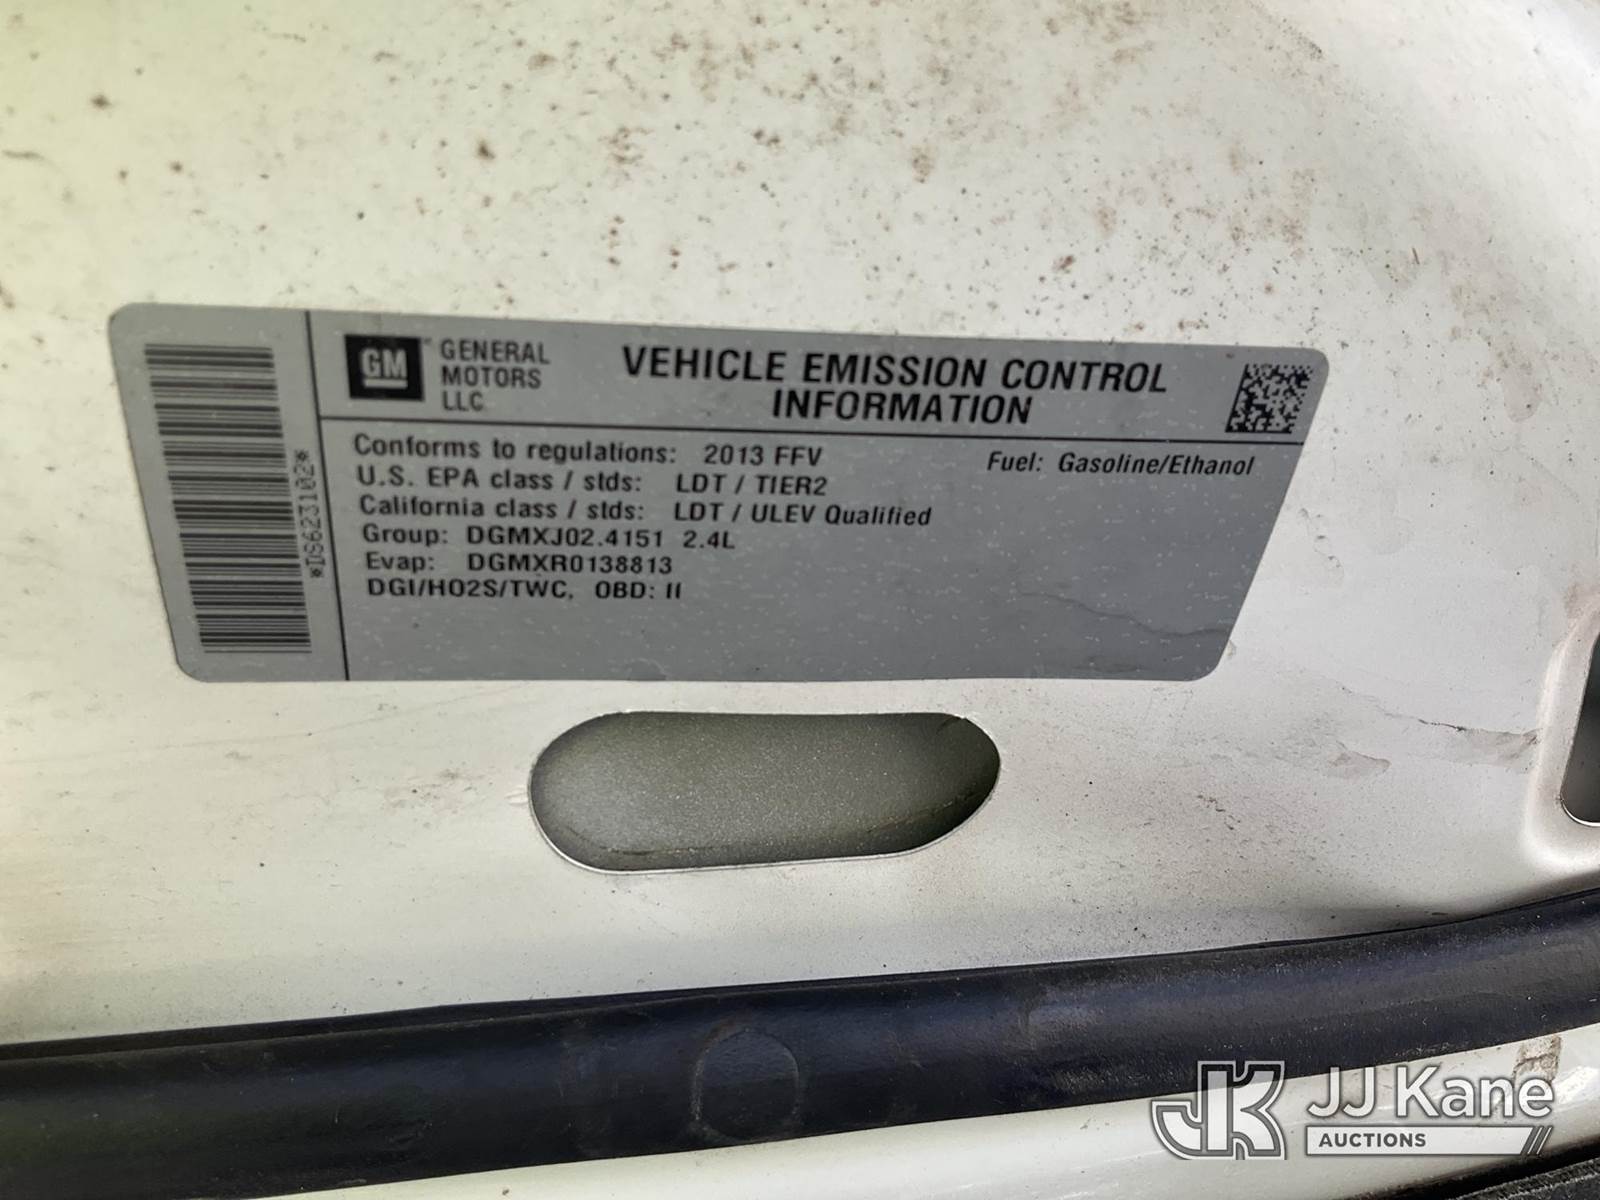 *DS623102*
GM
GENERAL
MOTORS
LLC
VEHICLE EMISSION CONTROL
INFORMATION
Conforms to regulations: 2013 FFV
Fuel: Gasoline/Ethanol
U.S. EPA class / stds: LDT / TIER2
California class / stds: LDT / ULEV Qualified
Group: DGMXJ02.4151 2.4L
Evap: DGMXR0138813
DGI/HO2S/TWC, OBD: II
JK JJ Kane
AUCTIONS